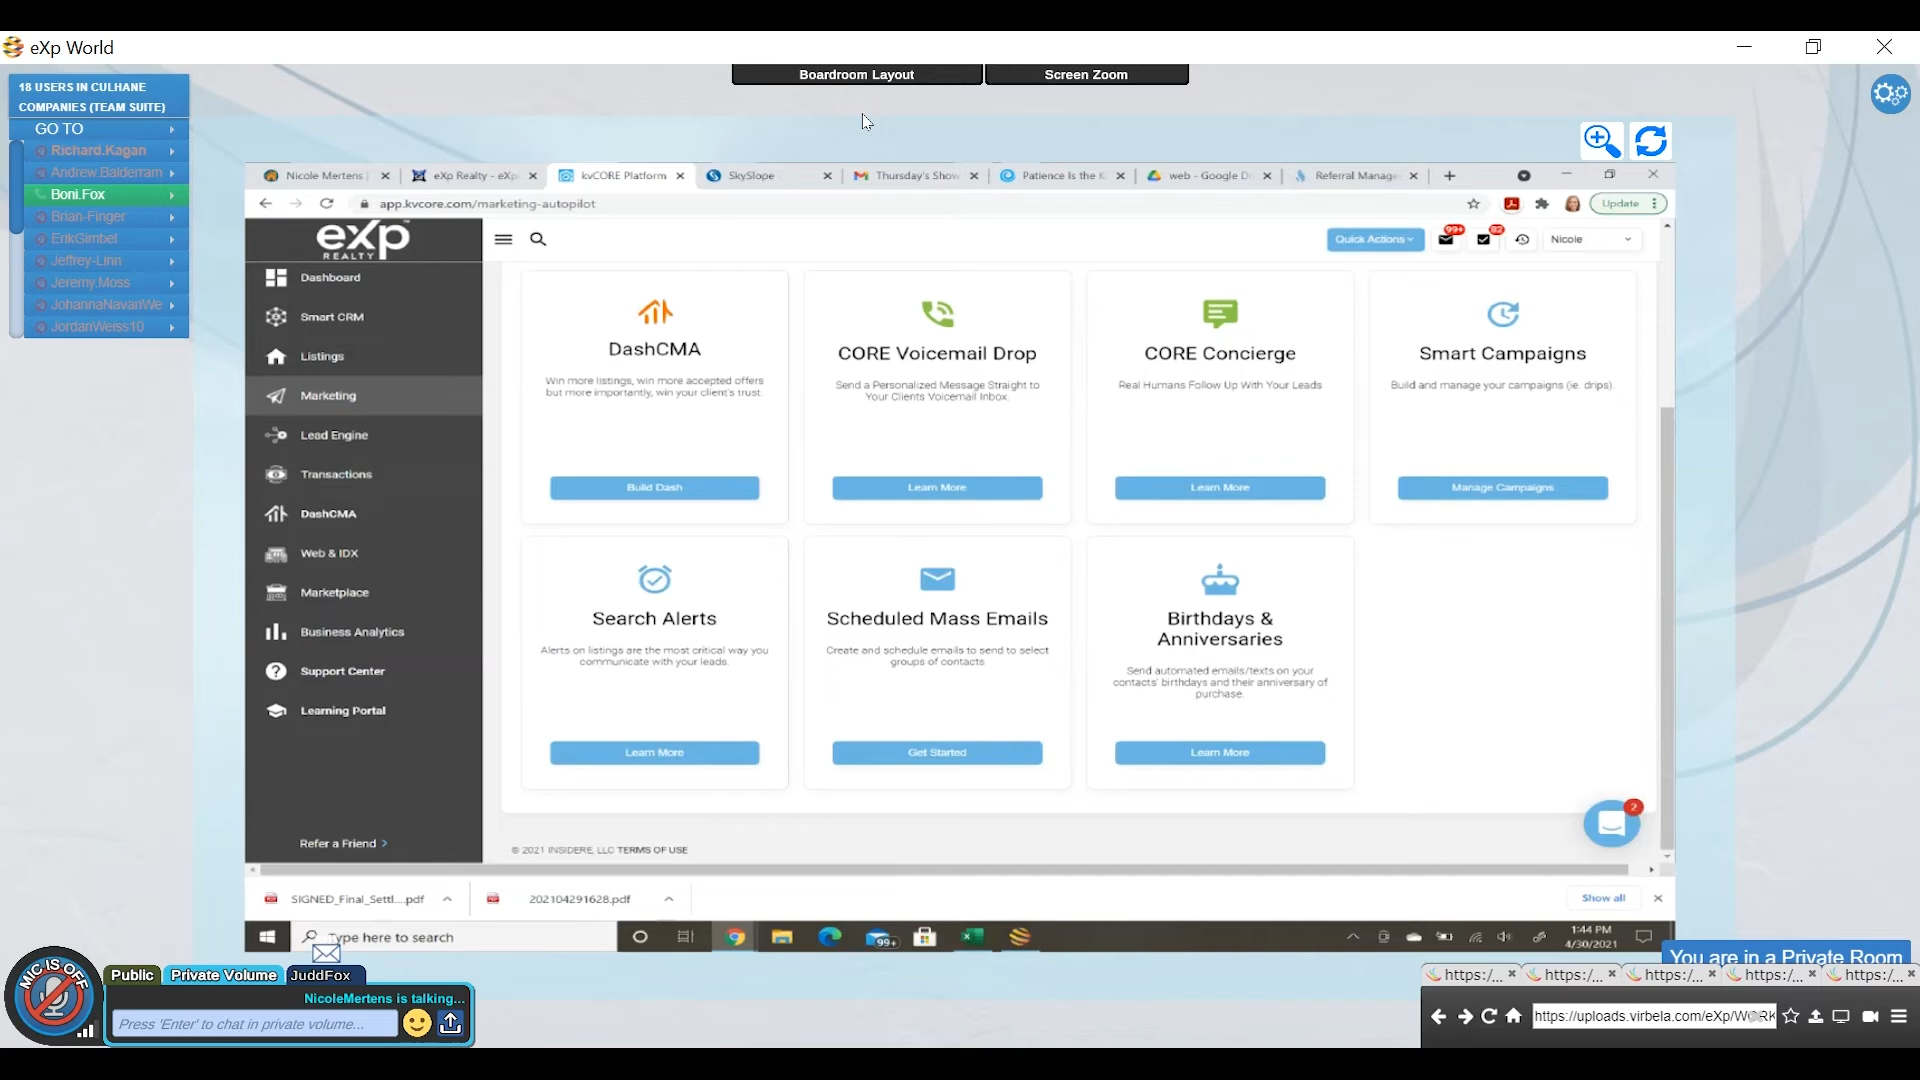 eXp World
Boardroom Layout
Screen Zoom
18 USERS IN CULHANE
COMPANIES (TEAM SUITE)
GO TO
Richard.Kagan
Andrew.Balderram
Boni.Fox
Brian-Finger
ErikGimbel
Jeffrey-Linn
Jeremy.Moss
JohannaNavarrWe
JordanWeiss10
Nicole Mertens
eXp Realty - eXp
kvCORE Platform
SkySlope
Thursday's Show
Patience Is the K
web - Google D
Referral Manage
app.kvcore.com/marketing-autopilot
Update
eXp
REALTY
Quick Actions
99+
82
Nicole
Dashboard
Smart CRM
Listings
Marketing
Lead Engine
Transactions
DashCMA
Web & IDX
Marketplace
Business Analytics
Support Center
Learning Portal
Refer a Friend >
DashCMA
Win more listings, win more accepted offers
but more importantly, win your client's trust.
Build Dash
CORE Voicemail Drop
Send a Personalized Message Straight to
Your Clients Voicemail Inbox.
Learn More
CORE Concierge
Real Humans Follow Up With Your Leads
Learn More
Smart Campaigns
Build and manage your campaigns (ie. drips).
Manage Campaigns
Search Alerts
Alerts on listings are the most critical way you
communicate with your leads.
Learn More
Scheduled Mass Emails
Create and schedule emails to send to select
groups of contacts
Get Started
Birthdays &
Anniversaries
Send automated emails/texts on your
contacts' birthdays and their anniversary of
purchase.
Learn More
2
© 2021 INSIDERE, LLC TERMS OF USE
SIGNED_Final_Settl....pdf
202104291628.pdf
Show all
Type here to search
99+
1:44 PM
4/30/2021
You are in a Private Room
MIC IS OFF
Public
Private Volume
JuddFox
NicoleMertens is talking...
Press 'Enter' to chat in private volume...
https:/...
https:/...
https:/...
https:/...
https:/...
https://uploads.virbela.com/eXp/WORK